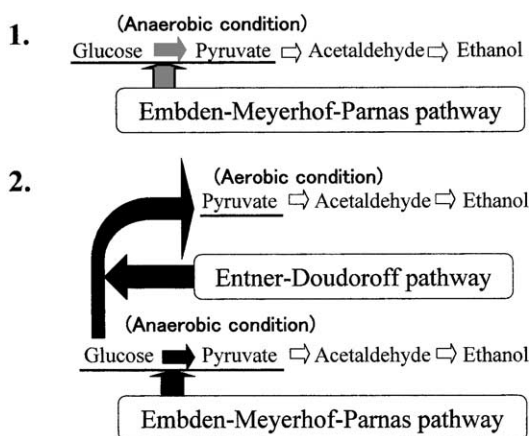 1.
(Anaerobic condition)
Glucose Pyruvate Acetaldehyde Ethanol
Embden-Meyerhof-Parnas pathway
2.
(Aerobic condition)
Pyruvate Acetaldehyde Ethanol
Entner-Doudoroff pathway
(Anaerobic condition)
Glucose Pyruvate Acetaldehyde Ethanol
Embden-Meyerhof-Parnas pathway